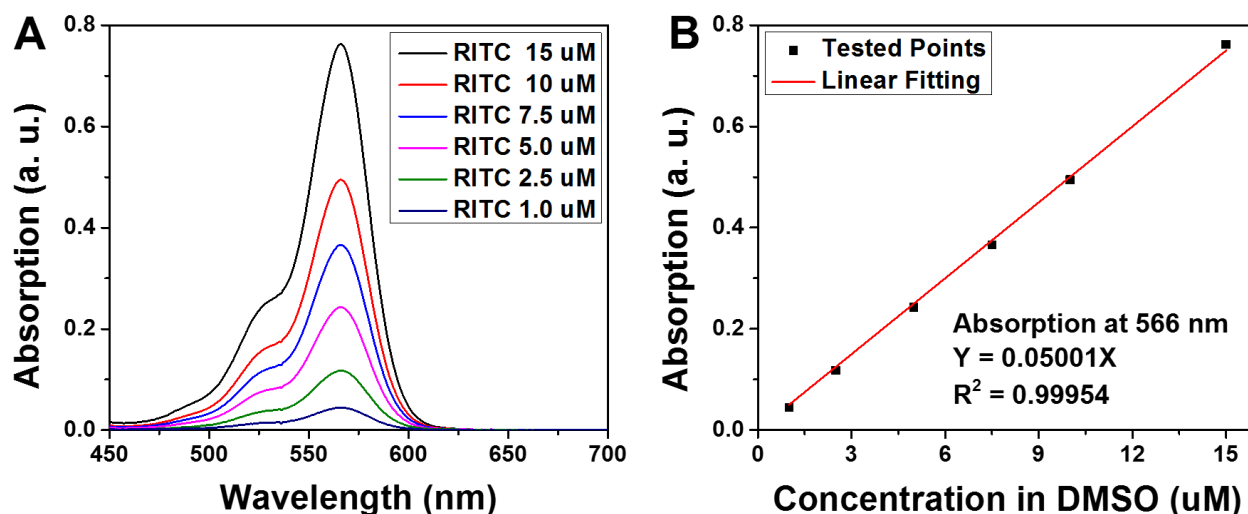 A
RITC 15 uM
RITC 10 uM
RITC 7.5 uM
RITC 5.0 uM
RITC 2.5 uM
RITC 1.0 uM
Absorption (a. u.)
0.8
0.6
0.4
0.2
0.0
450 500 550 600 650 700
Wavelength (nm)
B
Tested Points
Linear Fitting
Absorption at 566 nm
Y = 0.05001X
R² = 0.99954
Absorption (a. u.)
0.8
0.6
0.4
0.2
0.0
0 3 6 9 12 15
Concentration in DMSO (uM)